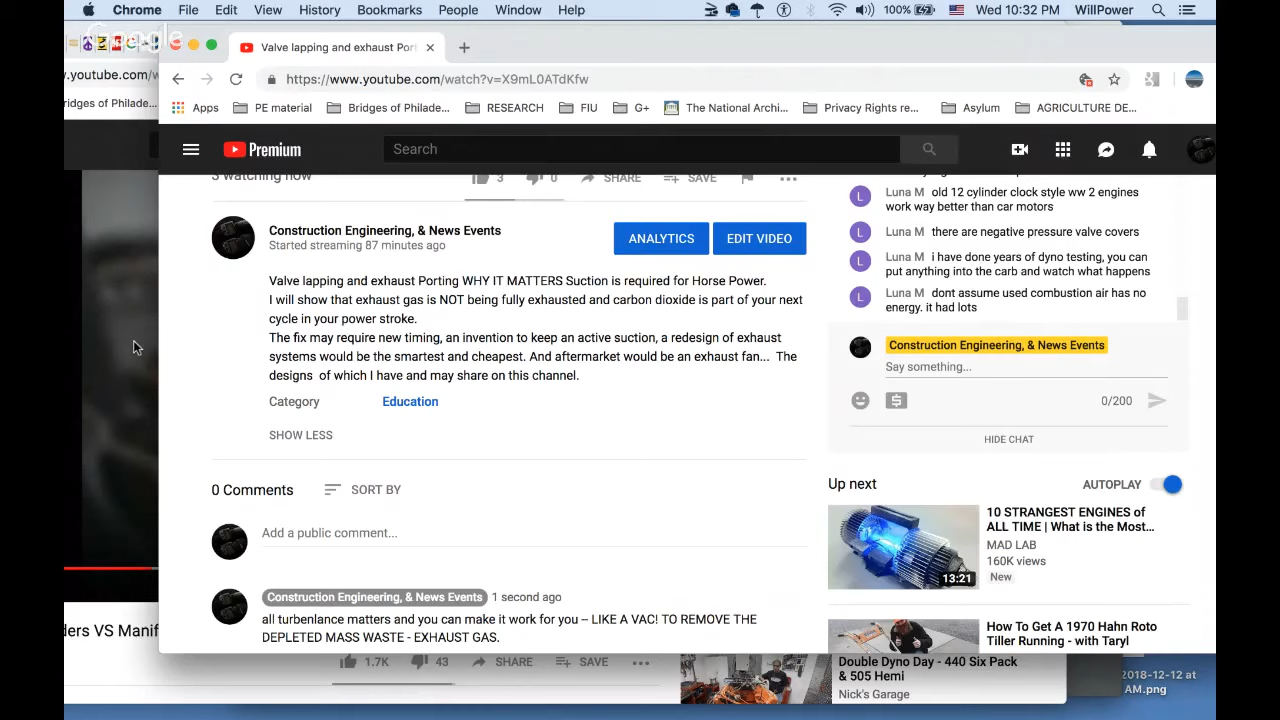 Chrome File Edit View History Bookmarks People Window Help 100% Wed 10:32 PM WillPower
Google
Valve lapping and exhaust Port
w.youtube.com/w
https://www.youtube.com/watch?v=X9mL0ATdKfw
ridges of Philade...
Apps PE material Bridges of Philade... RESEARCH FIU G+ The National Archi... Privacy Rights re... Asylum AGRICULTURE DE...
Premium Search
3 watching now 3 0 SHARE SAVE
Luna M old 12 cylinder clock style ww 2 engines
work way better than car motors
Luna M there are negative pressure valve covers
Luna M i have done years of dyno testing, you can
put anything into the carb and watch what happens
Luna M dont assume used combustion air has no
energy. it had lots
L
L
L
L
Construction Engineering, & News Events
Say something...
0/200
HIDE CHAT
Construction Engineering, & News Events
Started streaming 87 minutes ago
ANALYTICS EDIT VIDEO
Valve lapping and exhaust Porting WHY IT MATTERS Suction is required for Horse Power.
I will show that exhaust gas is NOT being fully exhausted and carbon dioxide is part of your next
cycle in your power stroke.
The fix may require new timing, an invention to keep an active suction, a redesign of exhaust
systems would be the smartest and cheapest. And aftermarket would be an exhaust fan... The
designs of which I have and may share on this channel.
Category Education
SHOW LESS
0 Comments SORT BY
Add a public comment...
Construction Engineering, & News Events 1 second ago
all turbenlance matters and you can make it work for you – LIKE A VAC! TO REMOVE THE
DEPLETED MASS WASTE - EXHAUST GAS.
Up next AUTOPLAY
10 STRANGEST ENGINES of
ALL TIME | What is the Most...
MAD LAB
160K views
New
13:21
How To Get A 1970 Hahn Roto
Tiller Running - with Taryl
ders VS Manif
1.7K 43 SHARE SAVE
Double Dyno Day - 440 Six Pack
& 505 Hemi
Nick's Garage
2018-12-12 at
AM.png